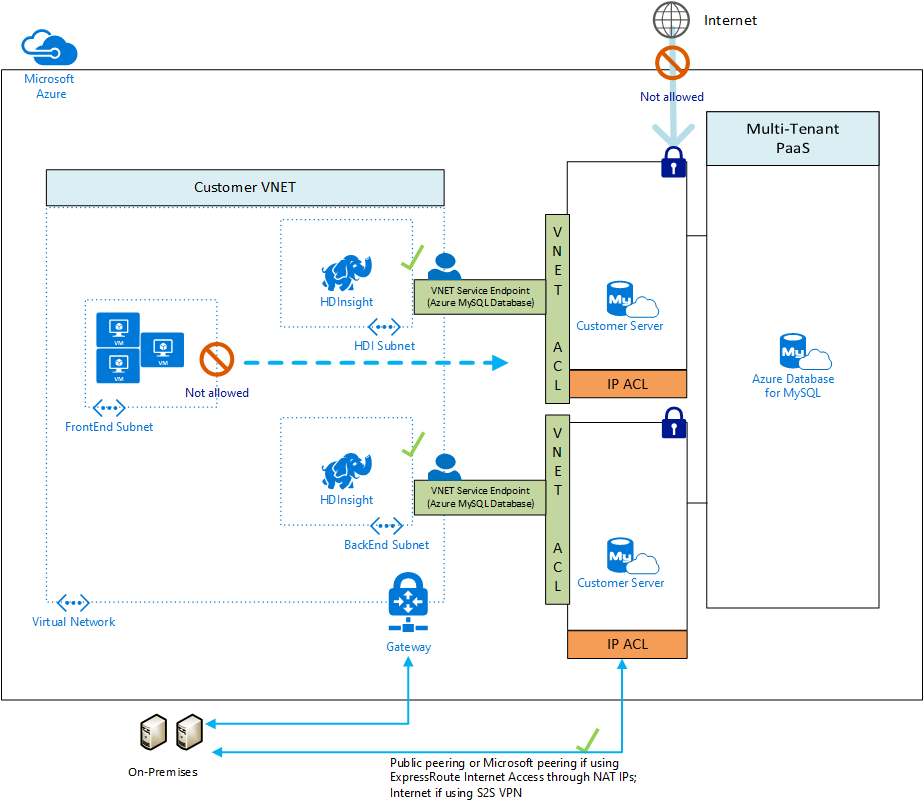 Internet
Microsoft
Azure
Not allowed
Multi-Tenant
PaaS
Customer VNET
VNET ACL
HDInsight
VNET Service Endpoint
(Azure MySQL Database)
My
Customer Server
HDI Subnet
VM
VM
VM
Not allowed
FrontEnd Subnet
IP ACL
My
Azure Database
for MySQL
VNET ACL
HDInsight
VNET Service Endpoint
(Azure MySQL Database)
BackEnd Subnet
My
Customer Server
Virtual Network
Gateway
IP ACL
On-Premises
Public peering or Microsoft peering if using
ExpressRoute Internet Access through NAT IPs;
Internet if using S2S VPN